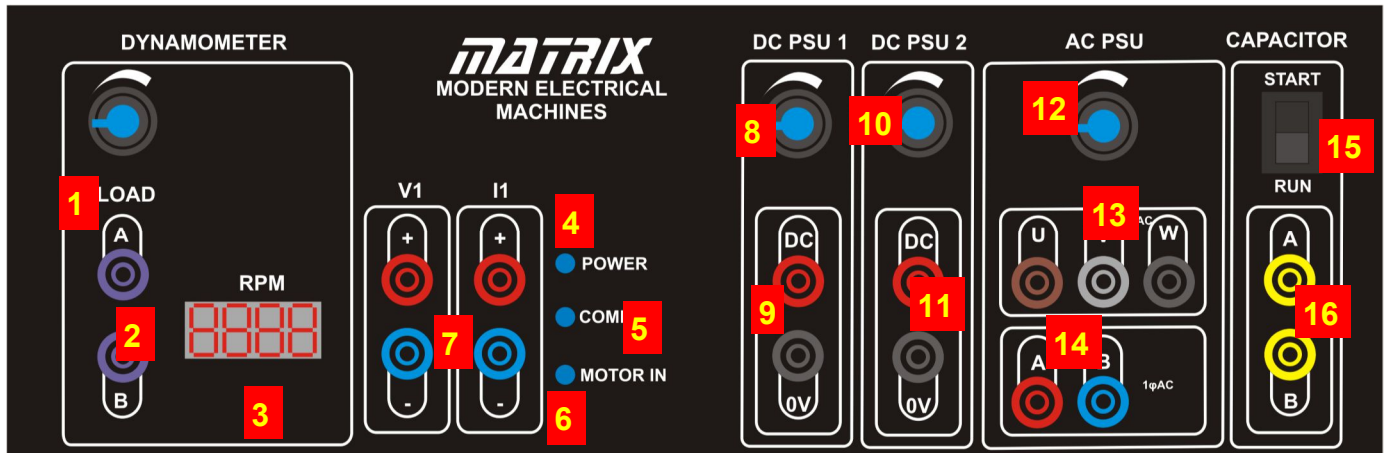 DYNAMOMETER
MATRIX
MODERN ELECTRICAL
MACHINES
DC PSU 1
DC PSU 2
AC PSU
CAPACITOR
START
8
10
12
15
RUN
1
LOAD
V1
I1
4
13
A
+
+
DC
DC
U
AC
W
A
POWER
RPM
2
8888
7
COM
5
9
11
16
3
-
-
MOTOR IN
6
14
A
B
1φAC
B
0V
0V
B